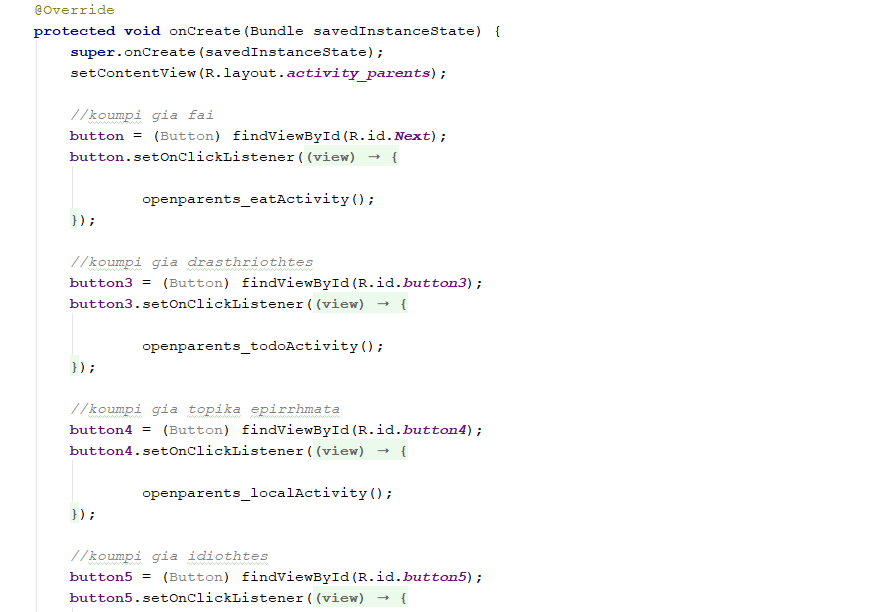 @Override
protected void onCreate(Bundle savedInstanceState) {
super.onCreate(savedInstanceState);
setContentView(R.layout.activity_parents);
//koumpi gia fai
button = (Button) findViewById(R.id.Next);
button.setOnClickListener((view) → {
openparents_eatActivity();
});
//koumpi gia drasthriothtes
button3 = (Button) findViewById(R.id.button3);
button3.setOnClickListener((view) → {
openparents_todoActivity();
});
//koumpi gia topika epirrhmata
button4 = (Button) findViewById(R.id.button4);
button4.setOnClickListener((view) → {
openparents_localActivity();
});
//koumpi gia idiothtes
button5 = (Button) findViewById(R.id.button5);
button5.setOnClickListener((view) → {